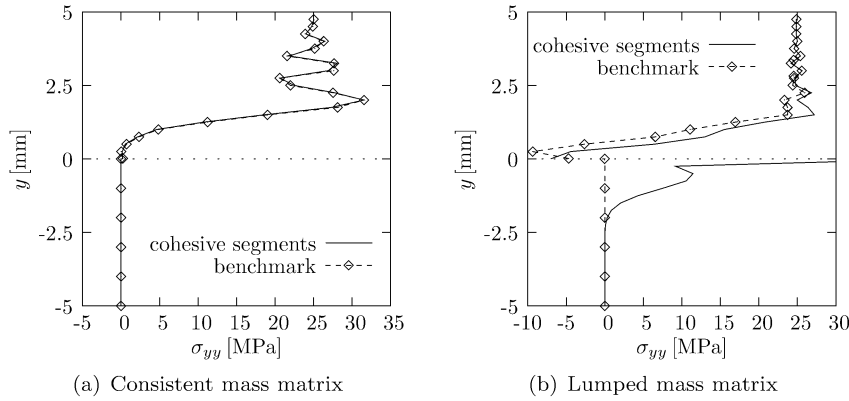 5
2.5
0
-2.5
-5
y [mm]
cohesive segments
benchmark
-5 0 5 10 15 20 25 30 35
σyy [MPa]
(a) Consistent mass matrix
5
2.5
0
-2.5
-5
y [mm]
cohesive segments
benchmark
-10 -5 0 5 10 15 20 25 30
σyy [MPa]
(b) Lumped mass matrix